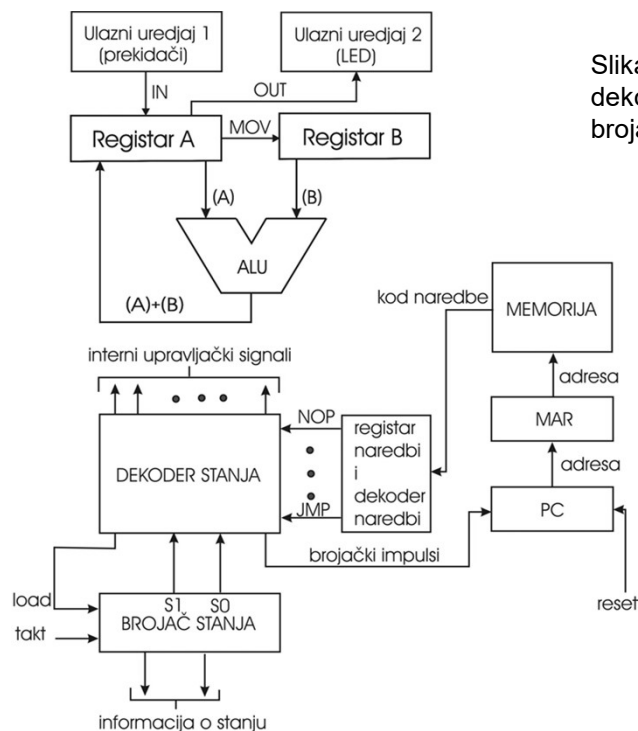 Ulazni uredjaj 1
(prekidači)
Ulazni uredjaj 2
(LED)
IN
OUT
Registar A
MOV
Registar B
(A)
(B)
ALU
(A)+(B)
kod naredbe
MEMORIJA
interni upravljački signali
adresa
MAR
adresa
PC
NOP
registar
naredbi
i
dekoder
naredbi
DEKODER STANJA
JMP
brojački impulsi
reset
load
takt
S1 S0
BROJAČ STANJA
informacija o stanju
Slika